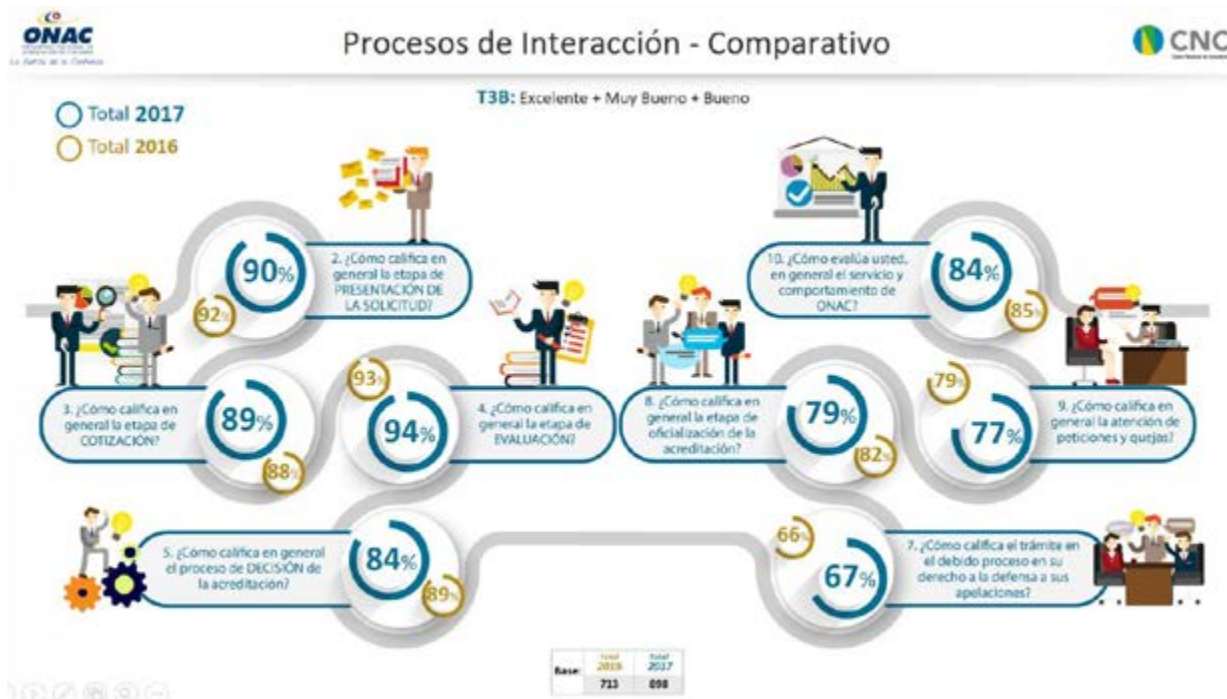 ONAC
Procesos de Interacción - Comparativo
CNC
T3B: Excelente + Muy Bueno + Bueno
Total 2017
Total 2016
90%
92%
2. ¿Cómo califica en
general la etapa de
PRESENTACIÓN DE
LA SOLICITUD?
10. ¿Cómo evalúa usted,
en general el servicio y
comportamiento de
ONAC?
84%
85%
3. ¿Cómo califica en
general la etapa de
COTIZACIÓN?
89%
88%
93%
94%
4. ¿Cómo califica en
general la etapa de
EVALUACIÓN?
8. ¿Cómo califica en
general la etapa de
oficialización de la
acreditación?
79%
82%
79%
77%
9. ¿Cómo califica en
general la atención de
peticiones y quejas?
5. ¿Cómo califica en general
el proceso de DECISIÓN de
la acreditación?
84%
89%
66%
67%
7. ¿Cómo califica el trámite en
el debido proceso en su
derecho a la defensa a sus
apelaciones?
Base:
Total 2016
Total 2017
713
898